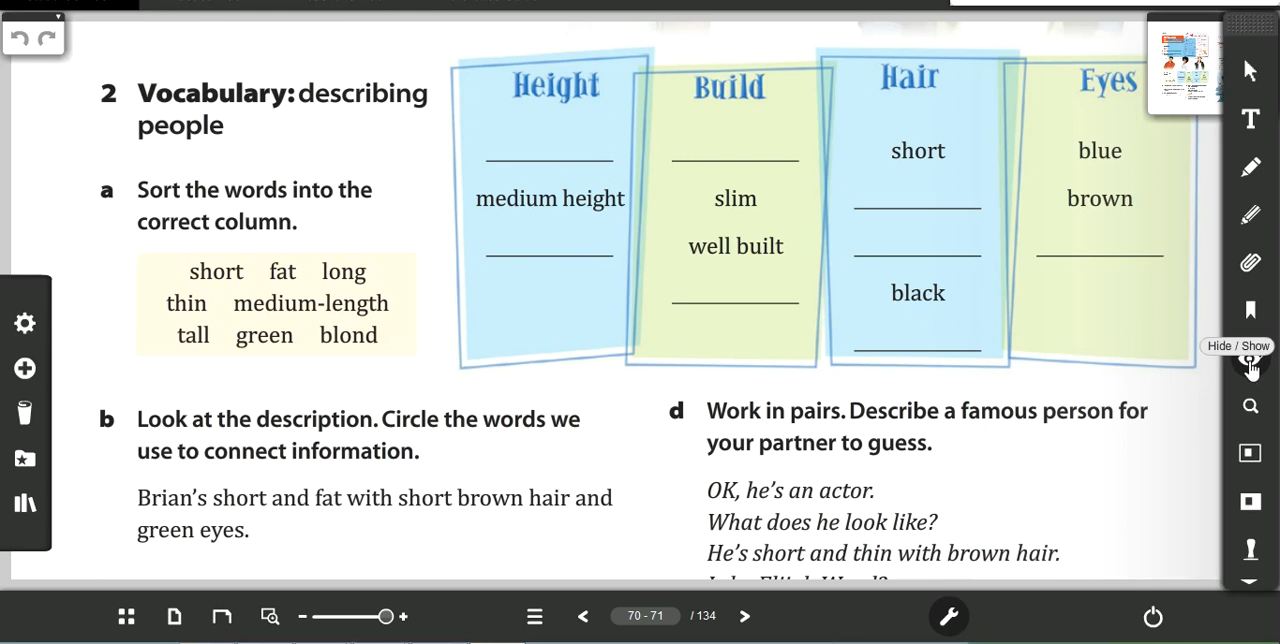 2 Vocabulary: describing
people
a Sort the words into the
correct column.
short fat long
thin medium-length
tall green blond
Height
medium height
Build
slim
well built
Hair
short
black
Eyes
blue
brown
b Look at the description. Circle the words we
use to connect information.
Brian's short and fat with short brown hair and
green eyes.
d Work in pairs. Describe a famous person for
your partner to guess.
OK, he's an actor.
What does he look like?
He's short and thin with brown hair.
Hide / Show
T
70 - 71 / 134